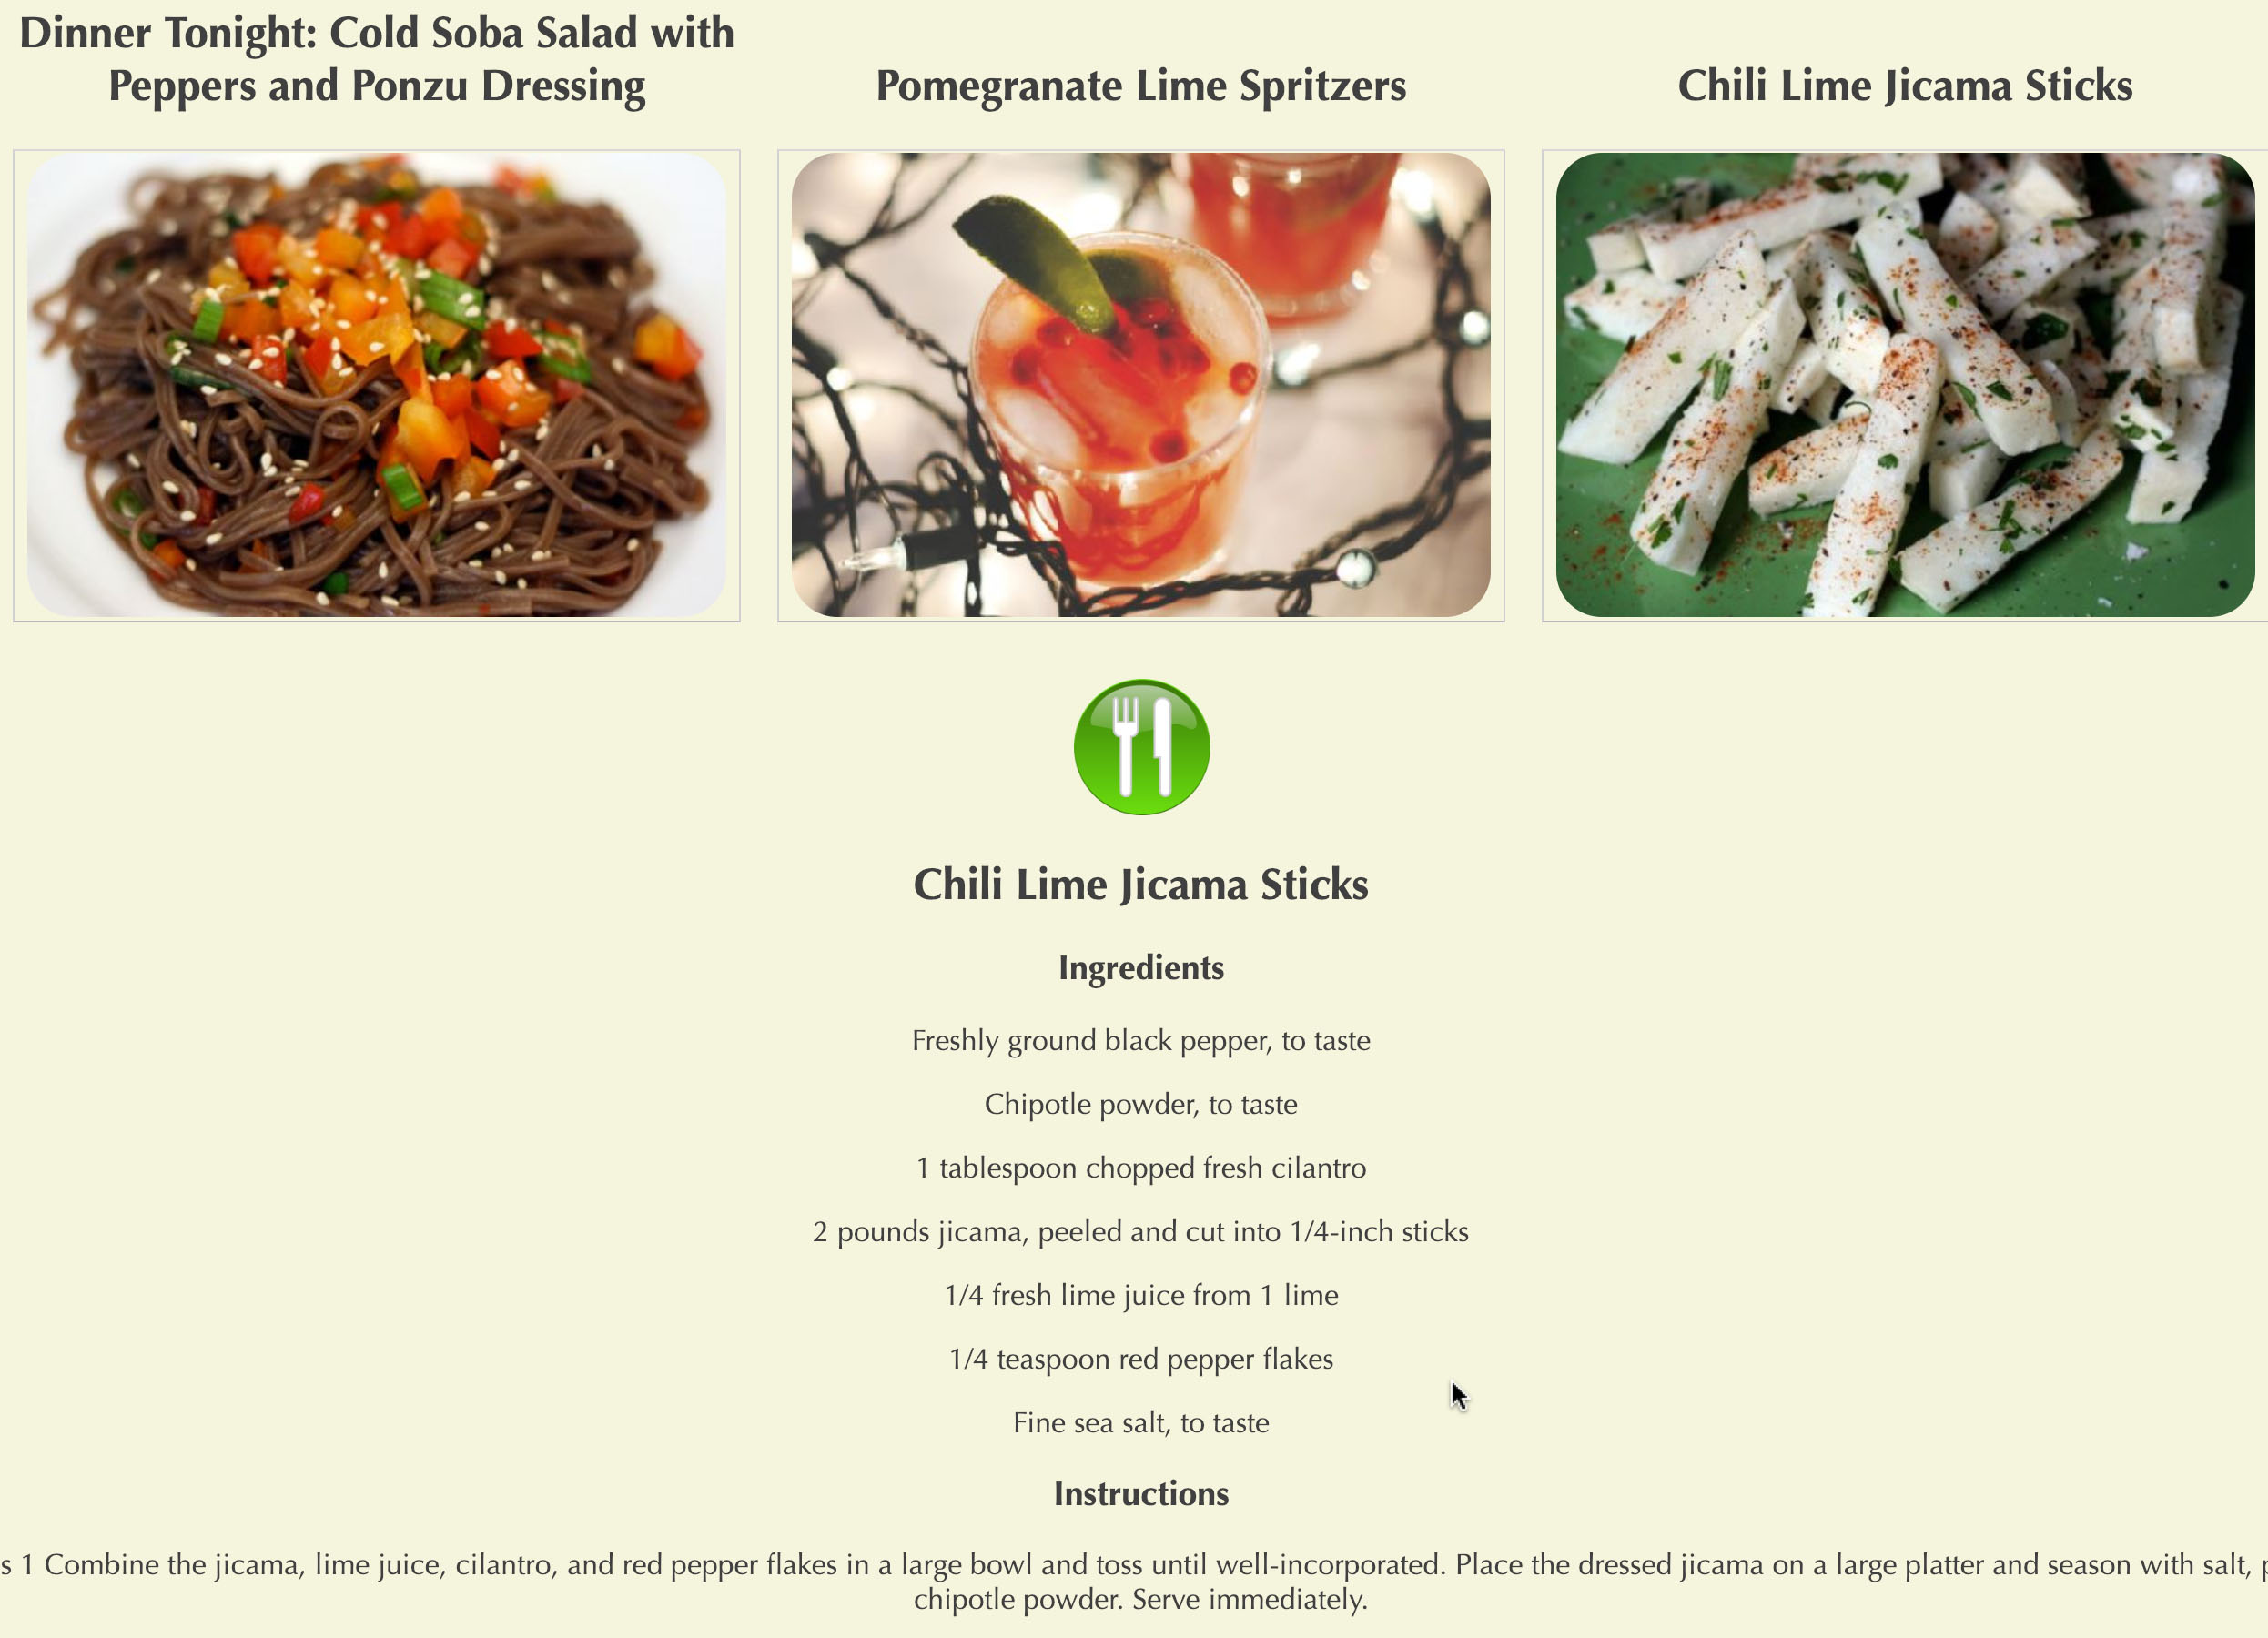 Dinner Tonight: Cold Soba Salad with
Peppers and Ponzu Dressing
Pomegranate Lime Spritzers
Chili Lime Jicama Sticks
Chili Lime Jicama Sticks
Ingredients
Freshly ground black pepper, to taste
Chipotle powder, to taste
1 tablespoon chopped fresh cilantro
2 pounds jicama, peeled and cut into 1/4-inch sticks
1/4 fresh lime juice from 1 lime
1/4 teaspoon red pepper flakes
Fine sea salt, to taste
Instructions
s 1 Combine the jicama, lime juice, cilantro, and red pepper flakes in a large bowl and toss until well-incorporated. Place the dressed jicama on a large platter and season with salt,
chipotle powder. Serve immediately.